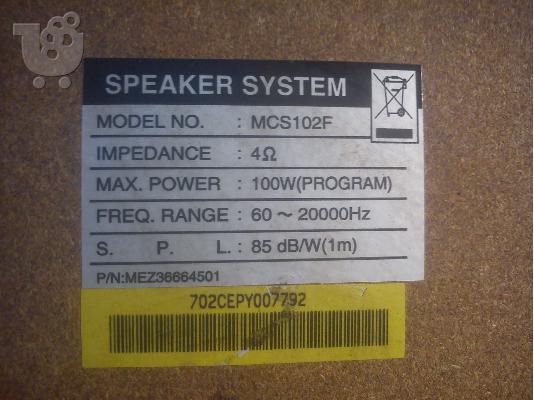 SPEAKER SYSTEM
MODEL NO. : MCS102F
IMPEDANCE : 4Ω
MAX. POWER : 100W(PROGRAM)
FREQ. RANGE : 60 ~ 20000Hz
S. P. L. : 85 dB/W(1m)
P/N:MEZ36664501
702CEPY007792